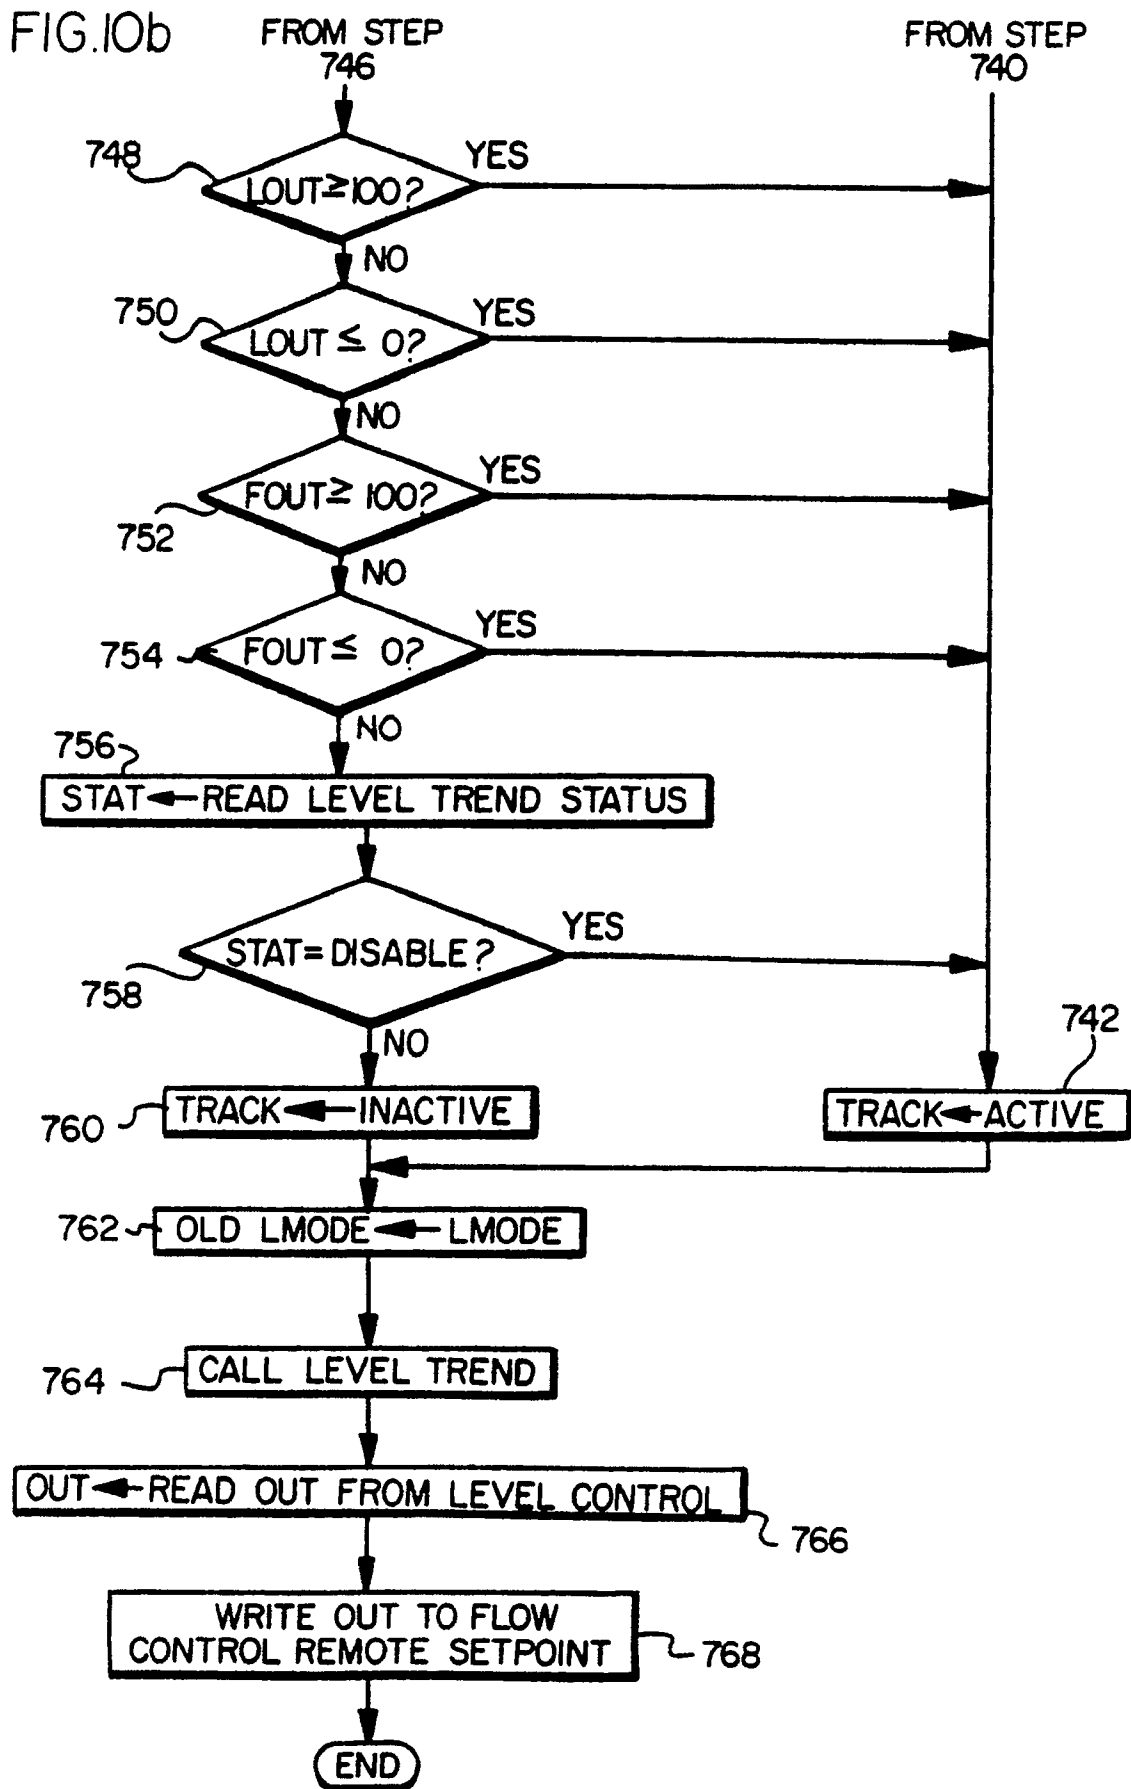 FIG.10b
FROM STEP
746
FROM STEP
740
748
LOUT≥100?
YES
NO
750
LOUT ≤ 0?
YES
NO
752
FOUT ≥ 100?
YES
NO
754
FOUT ≤ 0?
YES
NO
756
STAT←READ LEVEL TREND STATUS
758
STAT=DISABLE?
YES
NO
742
760
TRACK←INACTIVE
TRACK←ACTIVE
762
OLD LMODE←LMODE
764
CALL LEVEL TREND
OUT←READ OUT FROM LEVEL CONTROL
766
WRITE OUT TO FLOW
CONTROL REMOTE SETPOINT
768
END